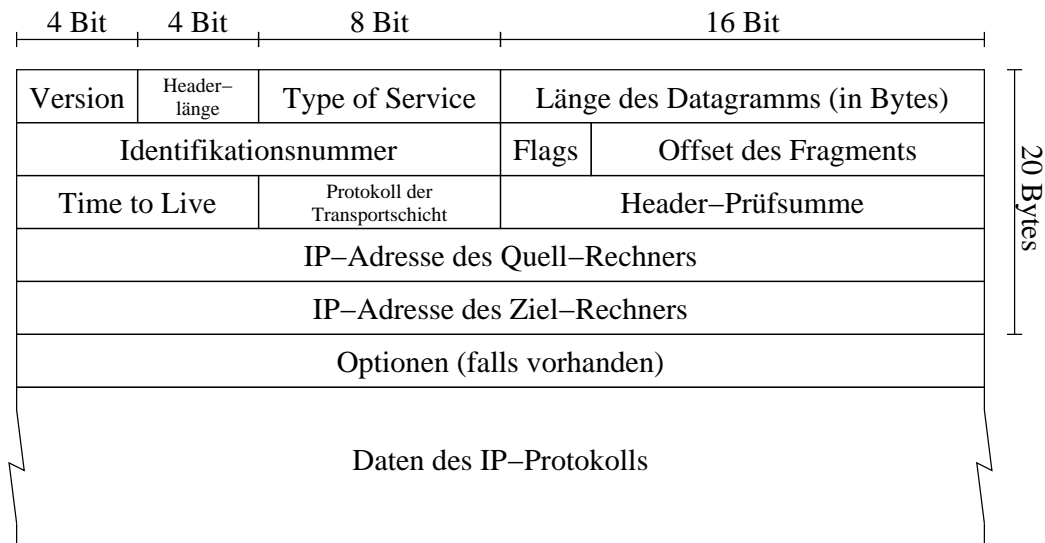 4 Bit 4 Bit 8 Bit 16 Bit
Version Header–länge Type of Service Länge des Datagramms (in Bytes)
Identifikationsnummer Flags Offset des Fragments
Time to Live Protokoll der Transportschicht Header–Prüfsumme
IP–Adresse des Quell–Rechners
IP–Adresse des Ziel–Rechners
Optionen (falls vorhanden)
Daten des IP–Protokolls
20 Bytes